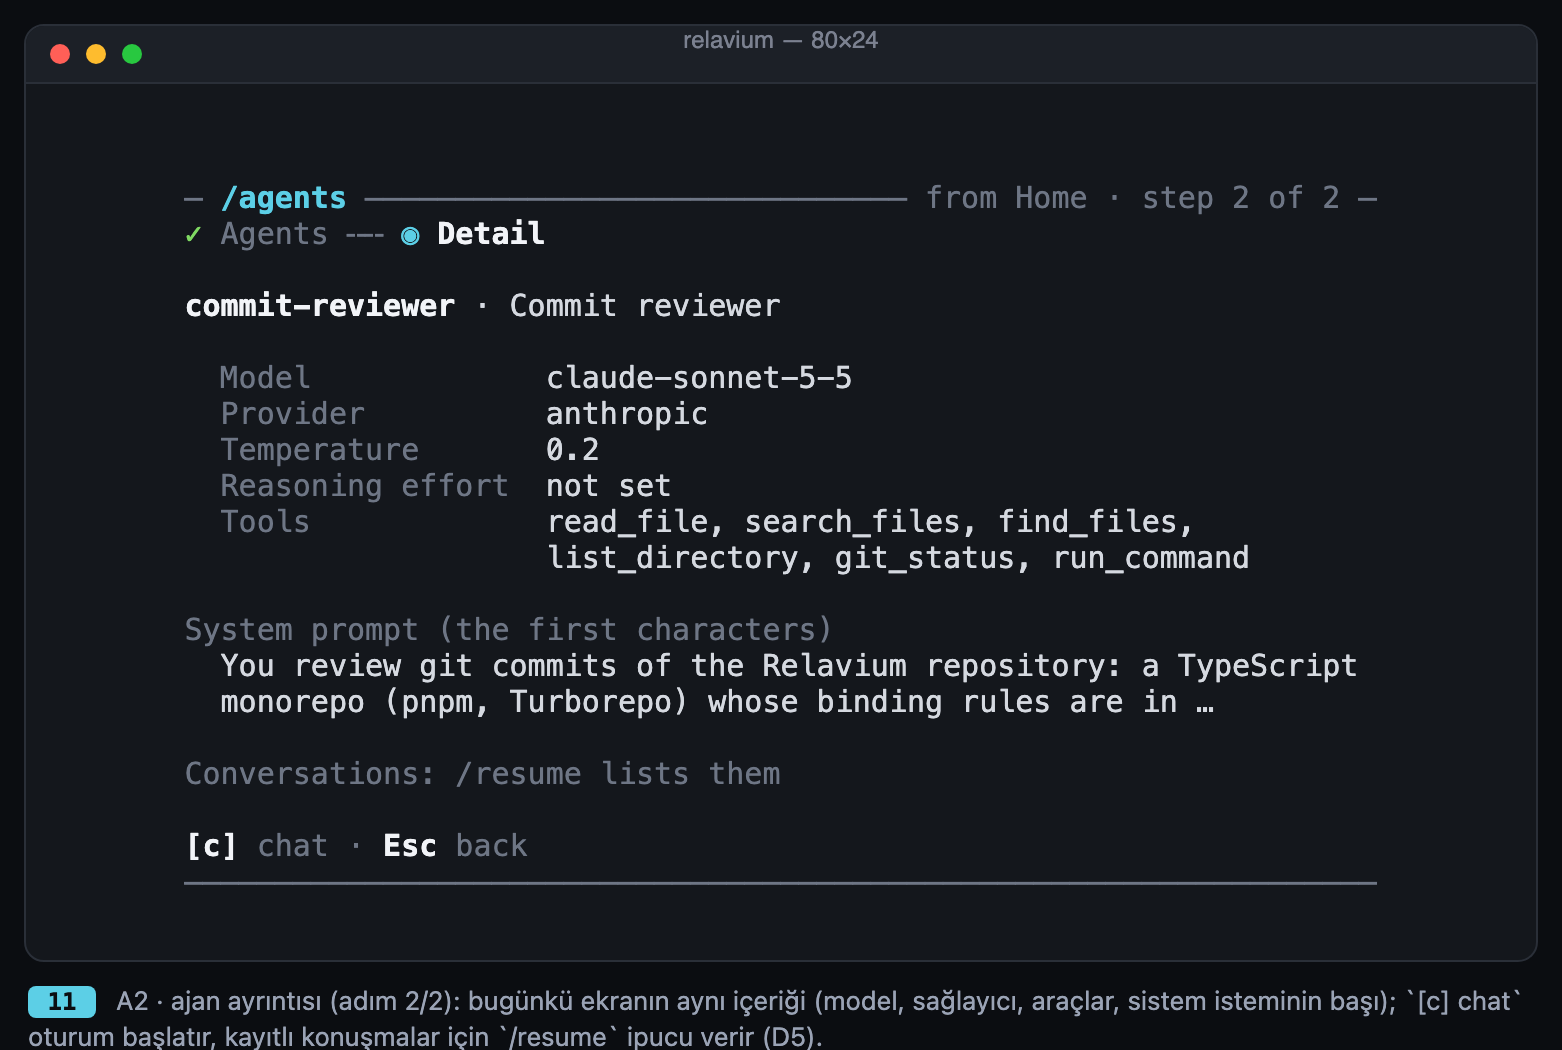 relavium — 80×24
— /agents —————— from Home · step 2 of 2 —
✓ Agents --- ◉ Detail
commit-reviewer · Commit reviewer
Model claude-sonnet-5-5
Provider anthropic
Temperature 0.2
Reasoning effort not set
Tools read_file, search_files, find_files,
list_directory, git_status, run_command
System prompt (the first characters)
You review git commits of the Relavium repository: a TypeScript
monorepo (pnpm, Turborepo) whose binding rules are in …
Conversations: /resume lists them
[c] chat · Esc back
11 A2 · ajan ayrıntısı (adım 2/2): bugünkü ekranın aynı içeriği (model, sağlayıcı, araçlar, sistem isteminin başı); `[c] chat`
oturum başlatır, kayıtlı konuşmalar için `/resume` ipucu verir (D5).